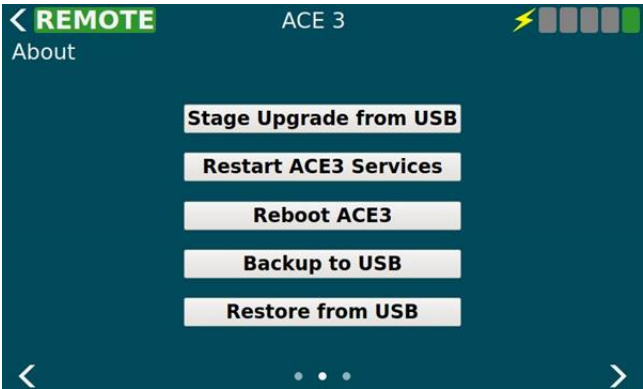 REMOTE ACE 3
About
Stage Upgrade from USB
Restart ACE3 Services
Reboot ACE3
Backup to USB
Restore from USB